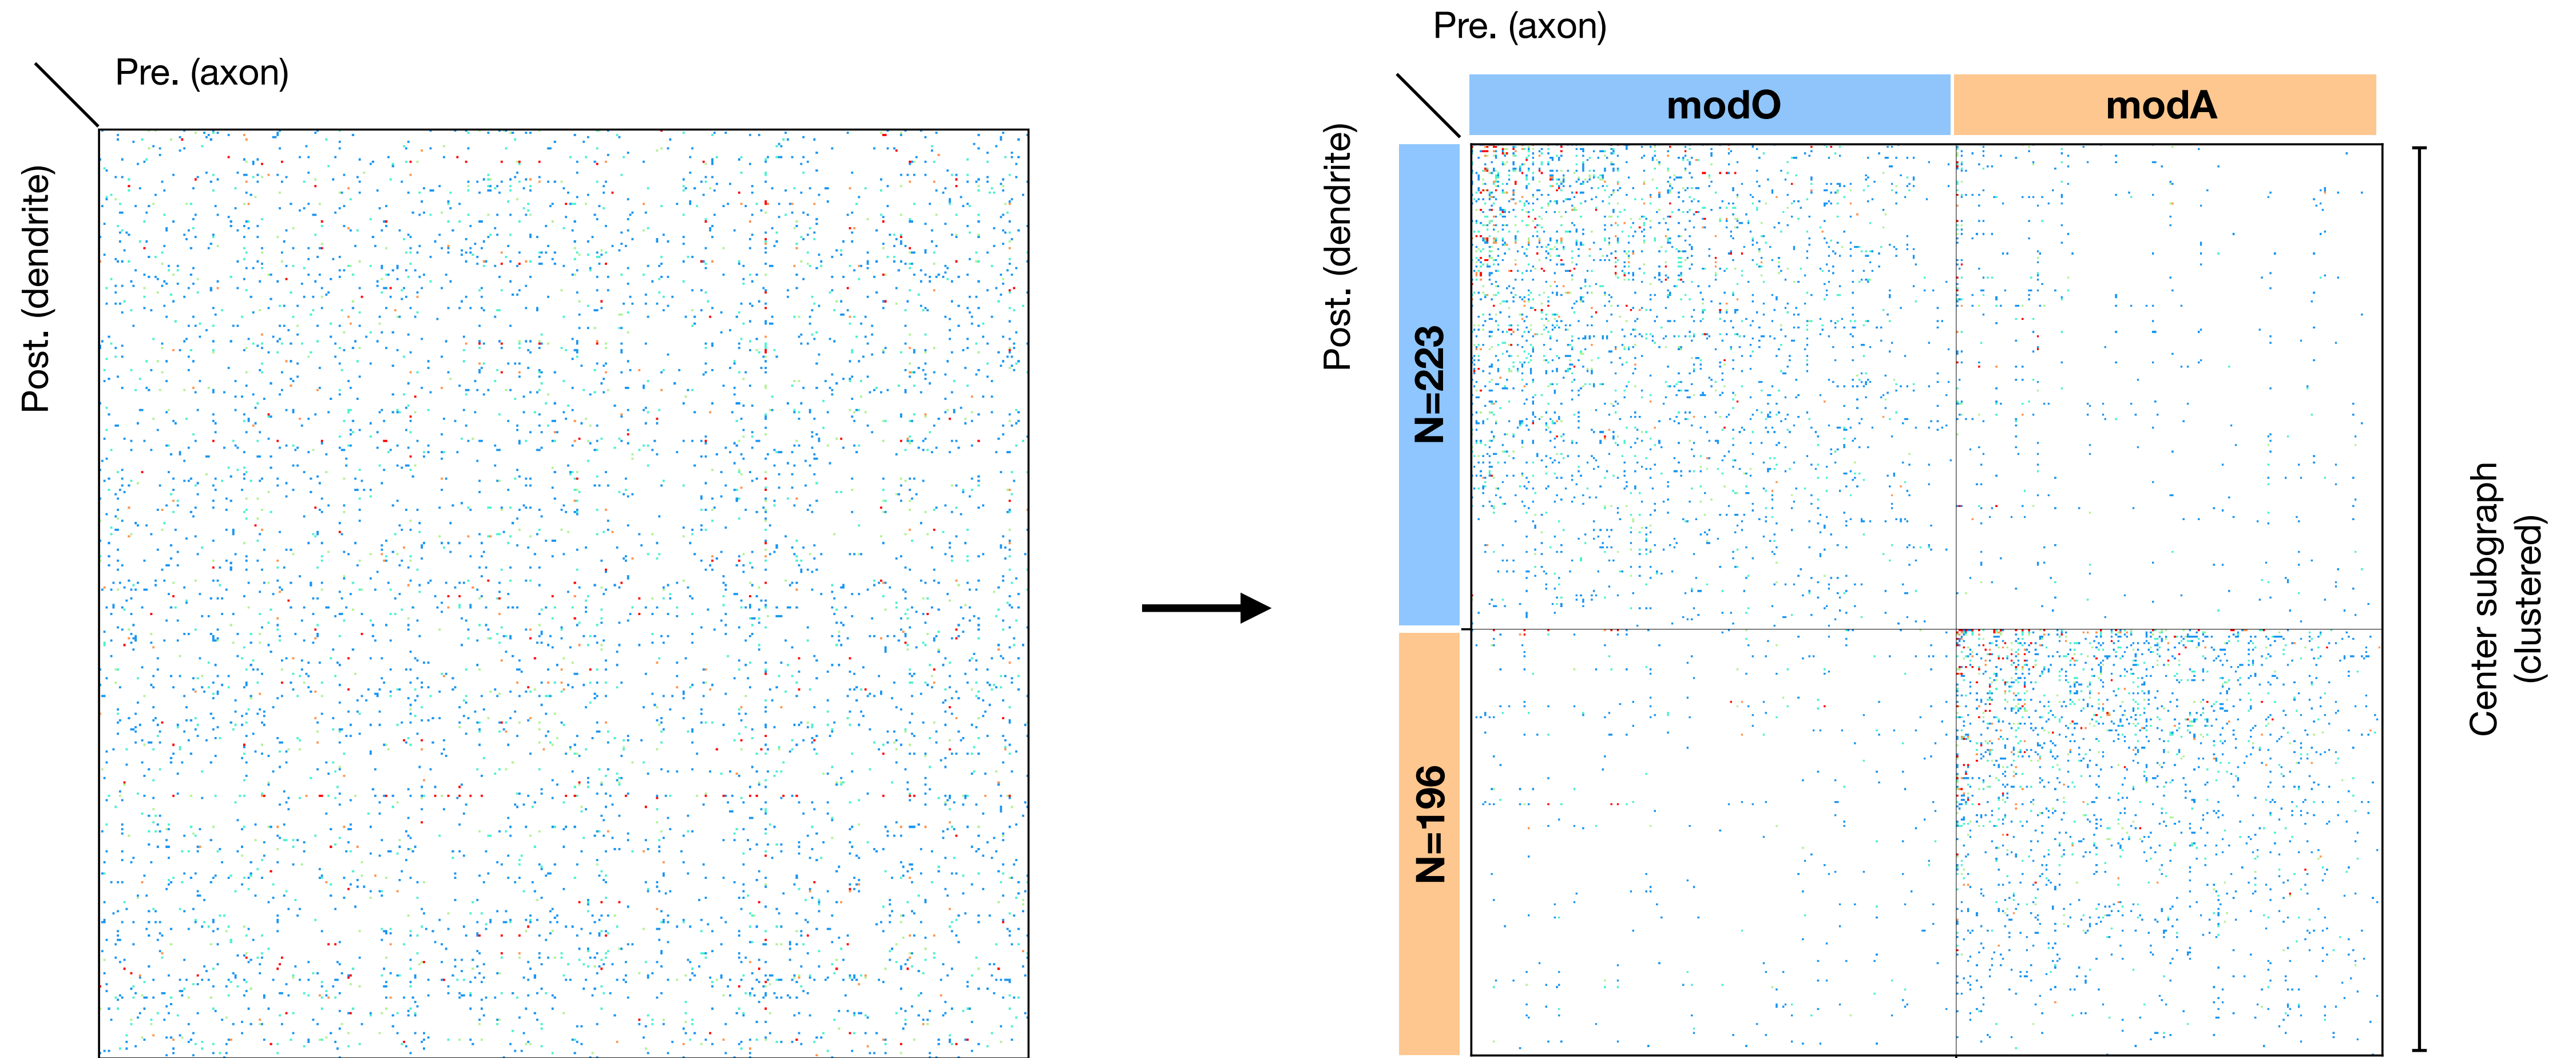 Pre. (axon)
Post. (dendrite)
Pre. (axon)
Post. (dendrite)
modO
modA
N=223
N=196
Center subgraph
(clustered)